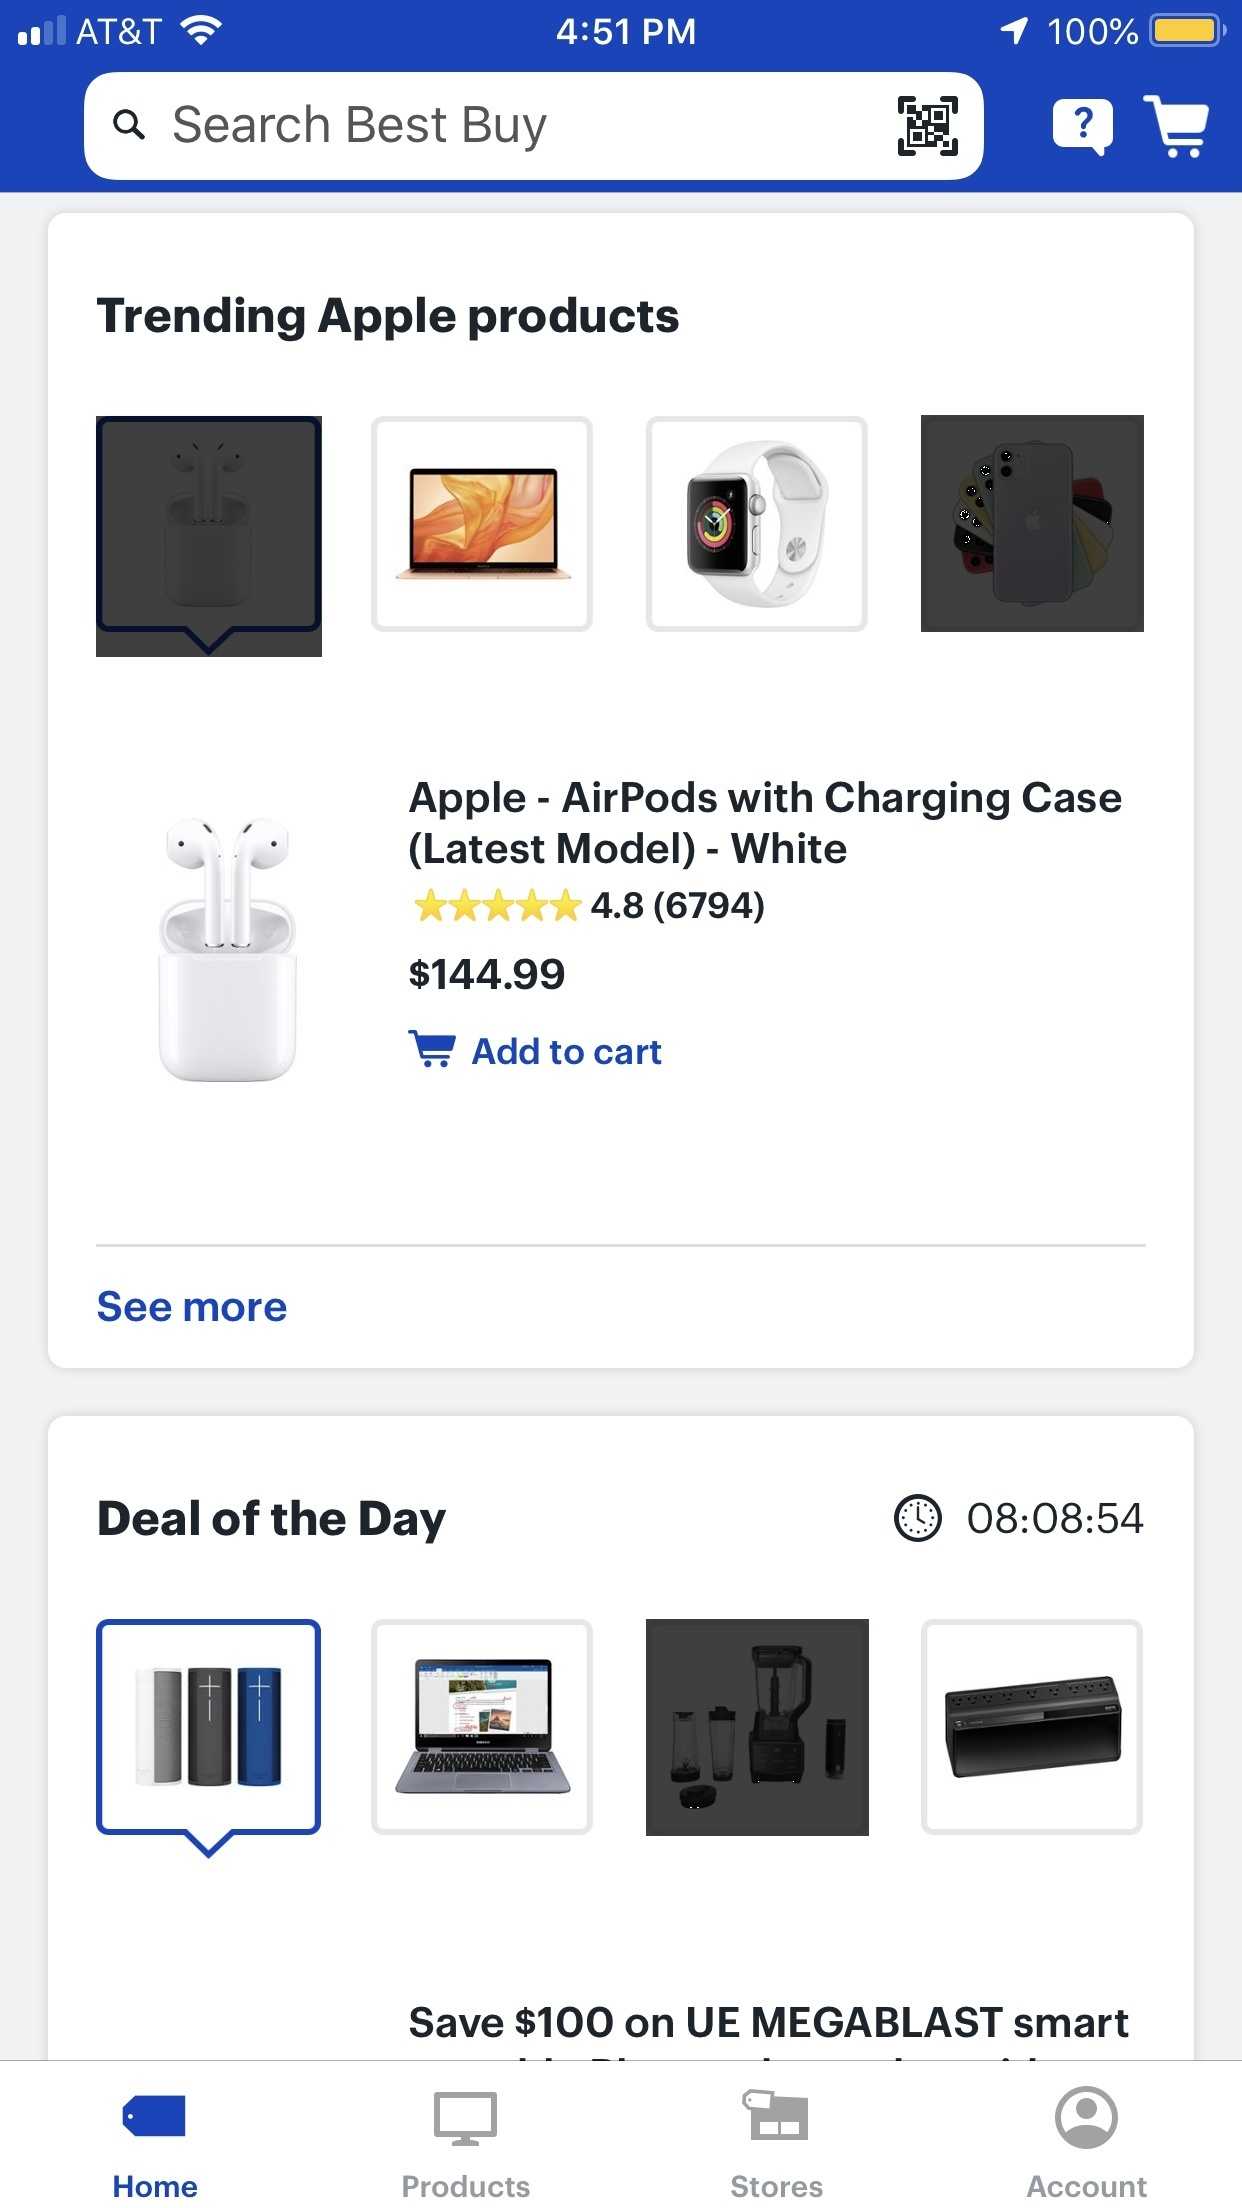 AT&T 4:51 PM 100%
Search Best Buy
Trending Apple products
Apple - AirPods with Charging Case
(Latest Model) - White
4.8 (6794)
$144.99
Add to cart
See more
Deal of the Day 08:08:54
Save $100 on UE MEGABLAST smart
Home Products Stores Account